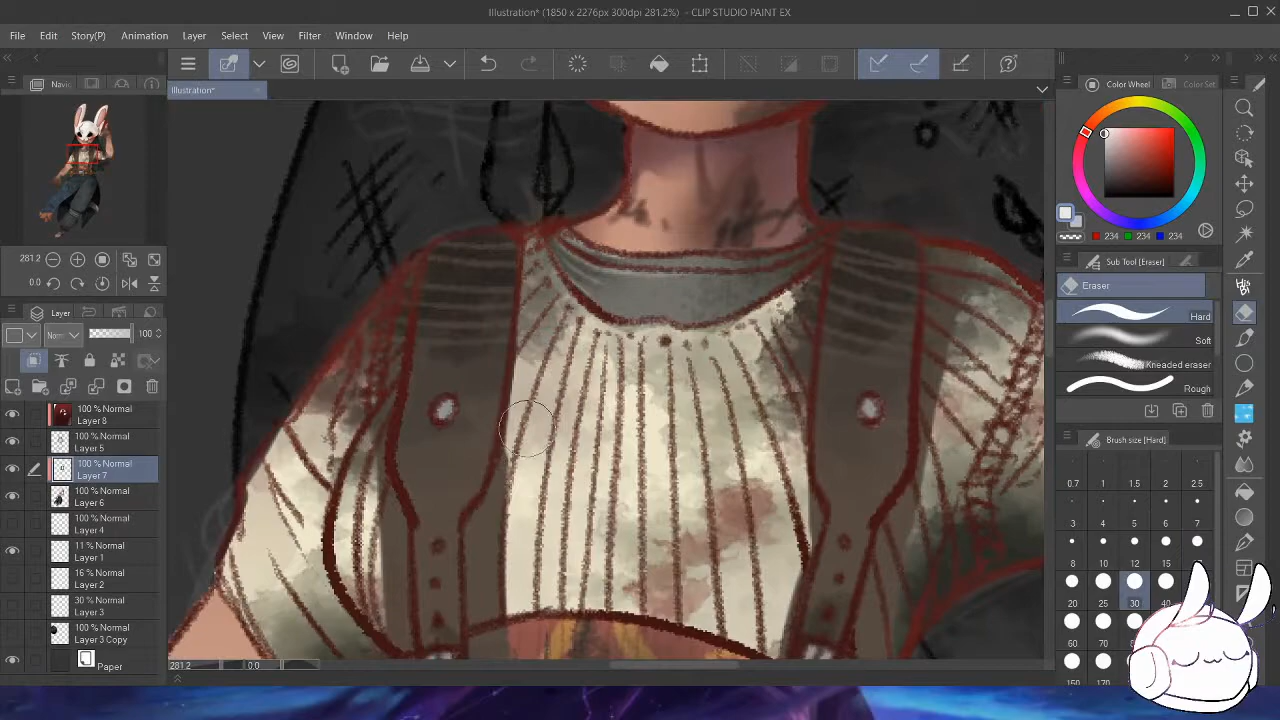 Illustration* (1850 x 2276px 300dpi 281.2%) - CLIP STUDIO PAINT EX
File Edit Story(P) Animation Layer Select View Filter Window Help
Navic
Illustration*
Color Wheel
Color Set
234 234 234
281.2
0.0
Sub Tool [Eraser]
Eraser
Hard
Soft
Kneaded eraser
Rough
Layer
Norm
100
100 % Normal
Layer 8
100 % Normal
Layer 5
100 % Normal
Layer 7
100 % Normal
Layer 6
100 % Normal
Layer 4
11 % Normal
Layer 1
16 % Normal
Layer 2
30 % Normal
Layer 3
100 % Normal
Layer 3 Copy
Paper
Brush size [Hard]
0.7 1 1.5 2 2.5
3 4 5 6 7
8 10 12 15
20 25 30 40
60 70 80
150 170
281.2 0.0